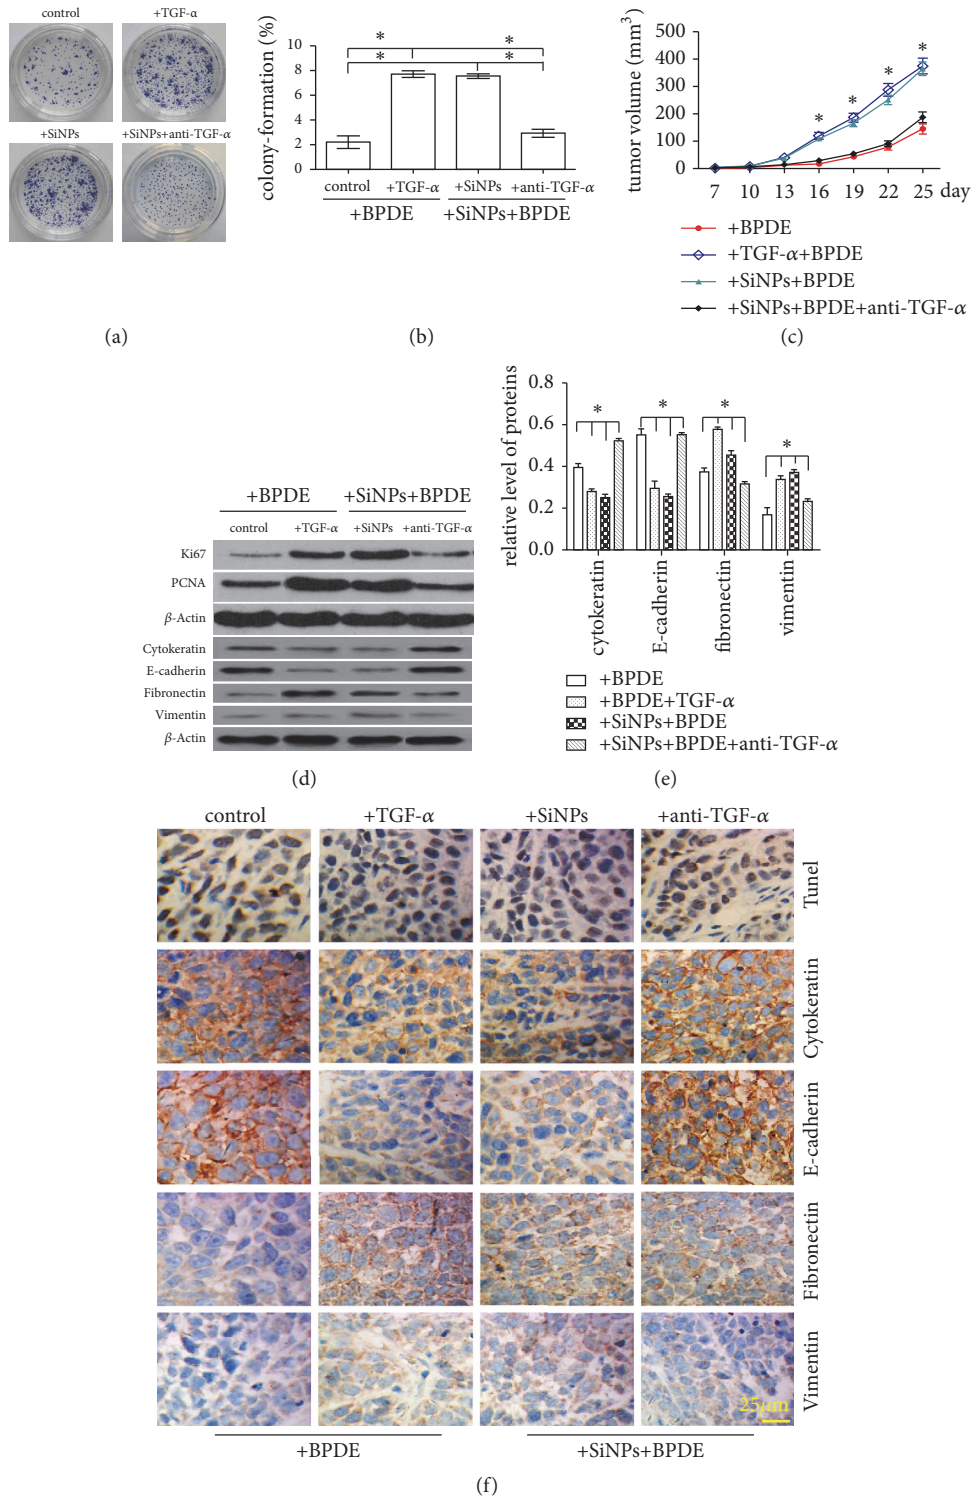 control
+TGF-α
+SiNPs
+SiNPs+anti-TGF-α
(a)
colony-formation (%)
10
8
6
4
2
0
*
*
*
*
control
+TGF-α
+SiNPs
+anti-TGF-α
+BPDE
+SiNPs+BPDE
(b)
tumor volume (mm³)
500
400
300
200
100
0
*
*
*
*
7 10 13 16 19 22 25 day
+BPDE
+TGF-α+BPDE
+SiNPs+BPDE
+SiNPs+BPDE+anti-TGF-α
(c)
+BPDE
+SiNPs+BPDE
control
+TGF-α
+SiNPs
+anti-TGF-α
Ki67
PCNA
β-Actin
Cytokeratin
E-cadherin
Fibronectin
Vimentin
β-Actin
(d)
relative level of proteins
0.8
0.6
0.4
0.2
0.0
*
*
*
*
cytokeratin
E-cadherin
fibronectin
vimentin
+BPDE
+BPDE+TGF-α
+SiNPs+BPDE
+SiNPs+BPDE+anti-TGF-α
(e)
control
+TGF-α
+SiNPs
+anti-TGF-α
Tunel
Cytokeratin
E-cadherin
Fibronectin
Vimentin
25um
+BPDE
+SiNPs+BPDE
(f)